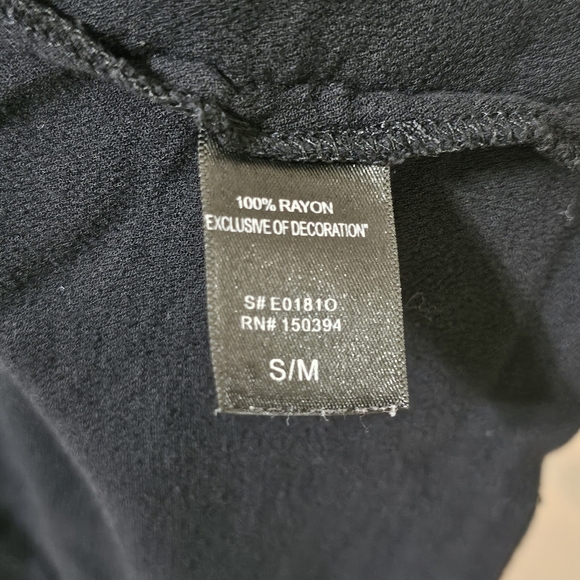 100% RAYON
EXCLUSIVE OF DECORATION"
S# E0181O
RN# 150394
S/M